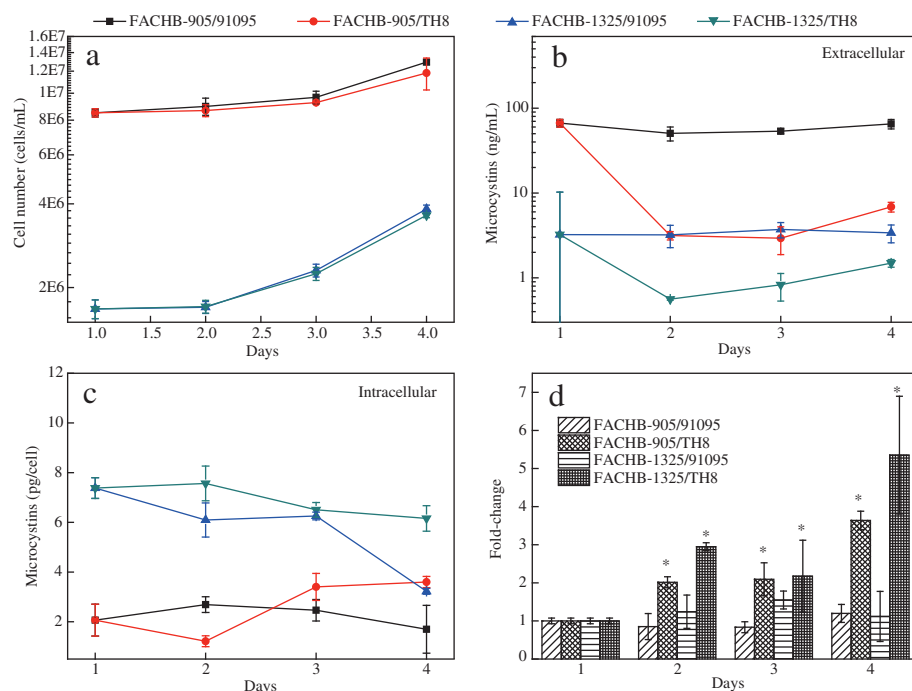 FACHB-905/91095 FACHB-905/TH8 FACHB-1325/91095 FACHB-1325/TH8
a
1.6E7
1.4E7
1.2E7
1E7
8E6
6E6
4E6
2E6
Cell number (cells/mL)
1.0 1.5 2.0 2.5 3.0 3.5 4.0
Days
b
Extracellular
100
10
1
Microcystins (ng/mL)
1 2 3 4
Days
c
Intracellular
12
10
8
6
4
2
Microcystins (pg/cell)
1 2 3 4
Days
d
FACHB-905/91095
FACHB-905/TH8
FACHB-1325/91095
FACHB-1325/TH8
7
6
5
4
3
2
1
0
Fold-change
* * * * * *
1 2 3 4
Days